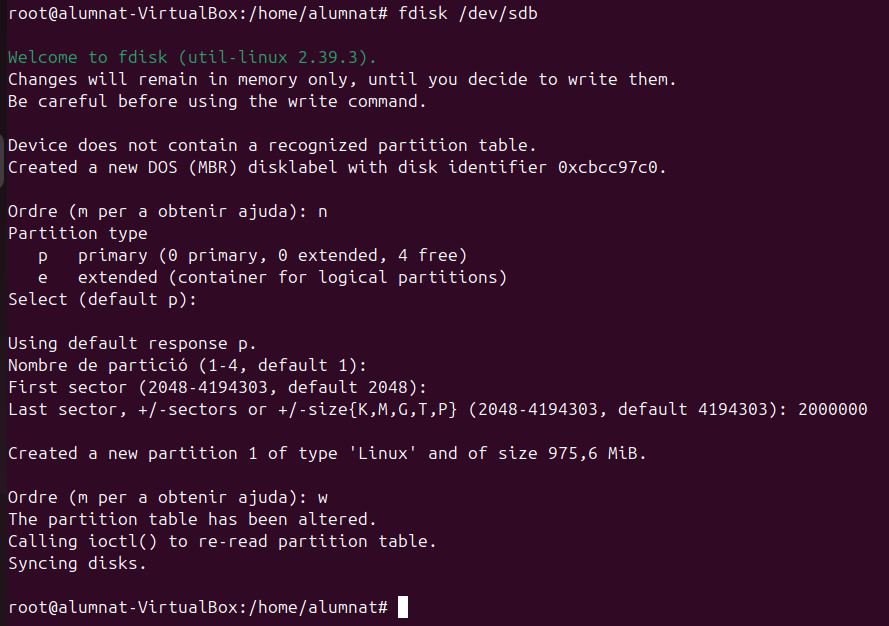 root@alumnat-VirtualBox:/home/alumnat# fdisk /dev/sdb
Welcome to fdisk (util-linux 2.39.3).
Changes will remain in memory only, until you decide to write them.
Be careful before using the write command.
Device does not contain a recognized partition table.
Created a new DOS (MBR) disklabel with disk identifier 0xcbcc97c0.
Ordre (m per a obtenir ajuda): n
Partition type
   p   primary (0 primary, 0 extended, 4 free)
   e   extended (container for logical partitions)
Select (default p):
Using default response p.
Nombre de partició (1-4, default 1):
First sector (2048-4194303, default 2048):
Last sector, +/-sectors or +/-size{K,M,G,T,P} (2048-4194303, default 4194303): 2000000
Created a new partition 1 of type 'Linux' and of size 975,6 MiB.
Ordre (m per a obtenir ajuda): w
The partition table has been altered.
Calling ioctl() to re-read partition table.
Syncing disks.
root@alumnat-VirtualBox:/home/alumnat#